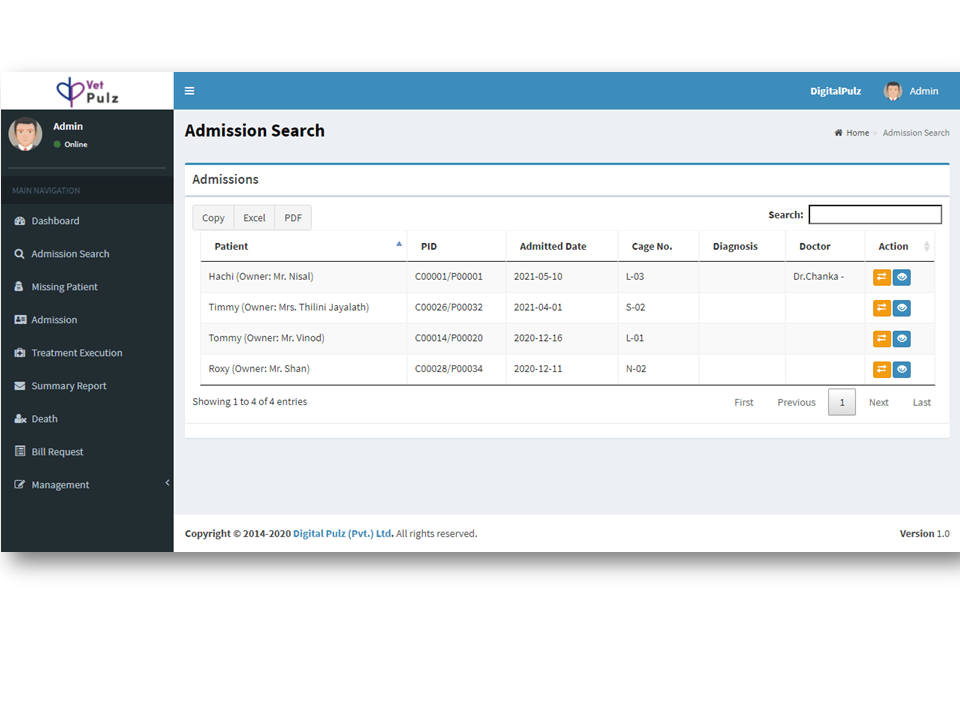 Vet
Pulz
DigitalPulz
Admin
Admin
Online
MAIN NAVIGATION
Dashboard
Admission Search
Missing Patient
Admission
Treatment Execution
Summary Report
Death
Bill Request
Management
Admission Search
Home > Admission Search
Admissions
Copy Excel PDF
Search:
Patient PID Admitted Date Cage No. Diagnosis Doctor Action
Hachi (Owner: Mr. Nisal) C00001/P00001 2021-05-10 L-03 Dr.Chanka -
Timmy (Owner: Mrs. Thilini Jayalath) C00026/P00032 2021-04-01 S-02
Tommy (Owner: Mr. Vinod) C00014/P00020 2020-12-16 L-01
Roxy (Owner: Mr. Shan) C00028/P00034 2020-12-11 N-02
Showing 1 to 4 of 4 entries
First Previous 1 Next Last
Copyright © 2014-2020 Digital Pulz (Pvt.) Ltd. All rights reserved.
Version 1.0